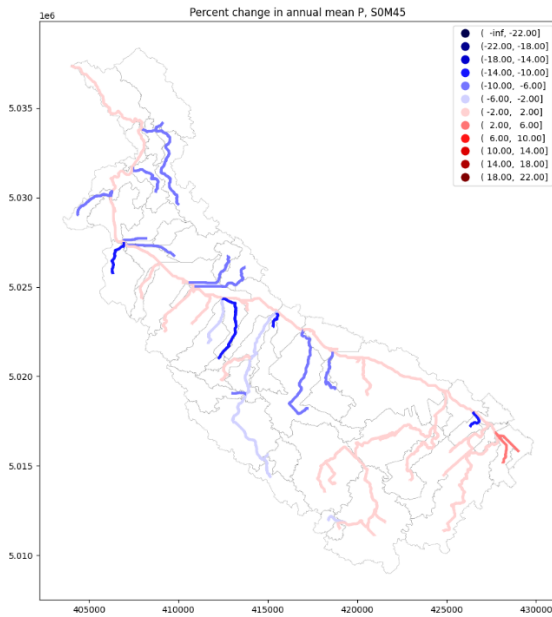 Percent change in annual mean P, S0M45
1e6
( -inf, -22.00]
(-22.00, -18.00]
(-18.00, -14.00]
(-14.00, -10.00]
(-10.00, -6.00]
( -6.00, -2.00]
( -2.00, 2.00]
( 2.00, 6.00]
( 6.00, 10.00]
( 10.00, 14.00]
( 14.00, 18.00]
( 18.00, 22.00]
5.035
5.030
5.025
5.020
5.015
5.010
405000 410000 415000 420000 425000 430000